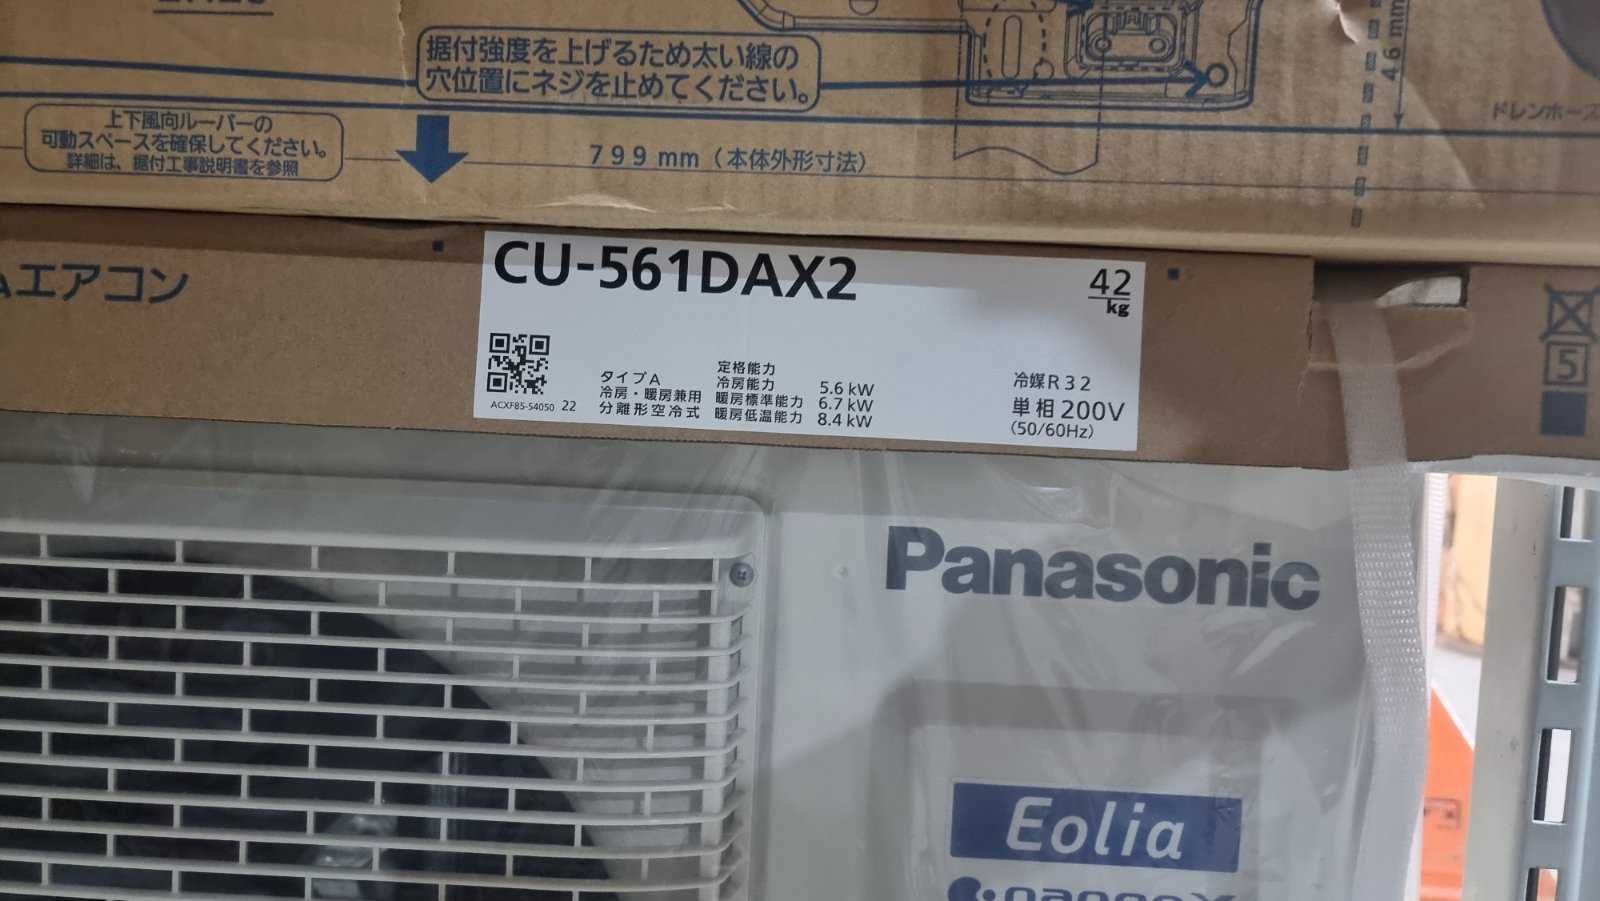 据付強度を上げるため太い線の
穴位置にネジを止めてください。
上下風向ルーバーの
可動スペースを確保してください。
詳細は、据付工事説明書を参照
799mm（本体外形寸法）
46mm
ドレンホース
エアコン
CU-561DAX2
42
kg
ACXF85-54050 22
タイプA
冷房・暖房兼用
分離形空冷式
定格能力
冷房能力 5.6 kW
暖房標準能力 6.7 kW
暖房低温能力 8.4 kW
冷媒R32
単相200V
(50/60Hz)
5
Panasonic
Eolia